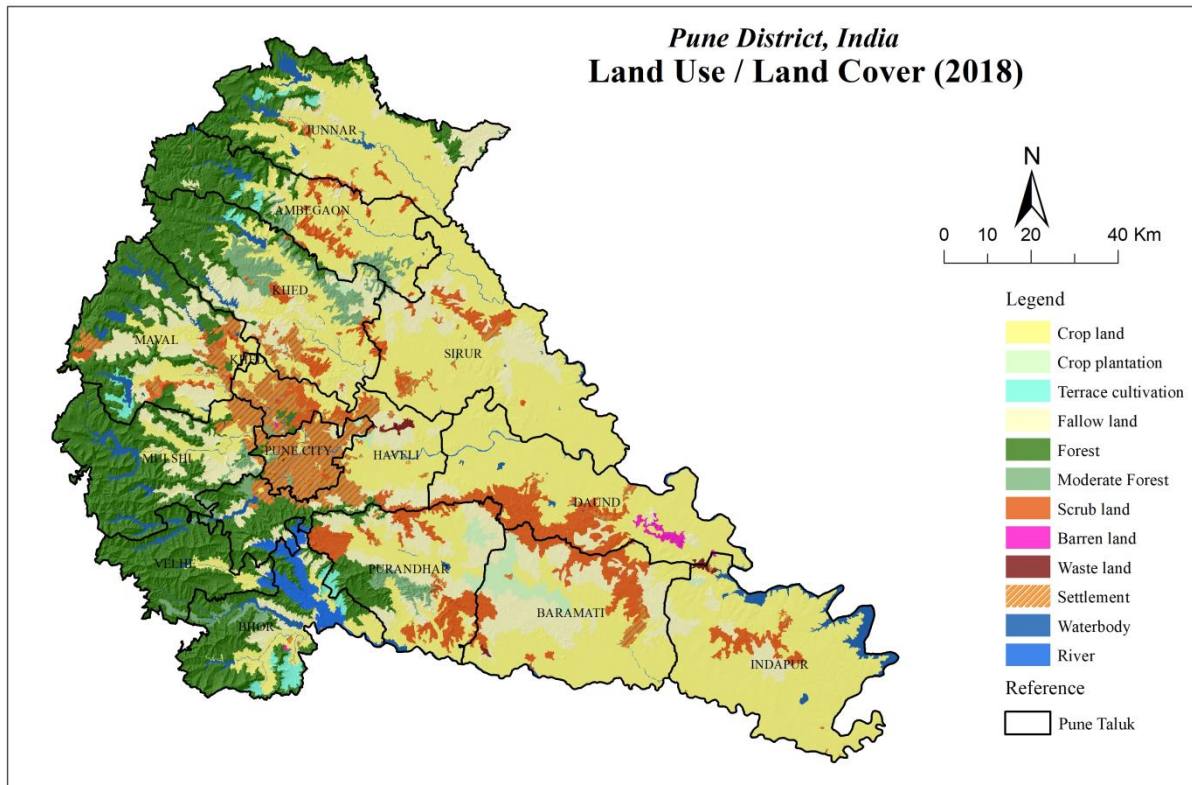 Pune District, India
Land Use / Land Cover (2018)
N
0 10 20 40 Km
Legend
Crop land
Crop plantation
Terrace cultivation
Fallow land
Forest
Moderate Forest
Scrub land
Barren land
Waste land
Settlement
Waterbody
River
Reference
Pune Taluk
JUNNAR
AMBEGAON
KHED
MAVAL
KHED
SIRUR
MULSHI
PUNE CITY
HAVELI
DAUND
VELHE
PURANDHAR
BARAMATI
BHOR
INDAPUR